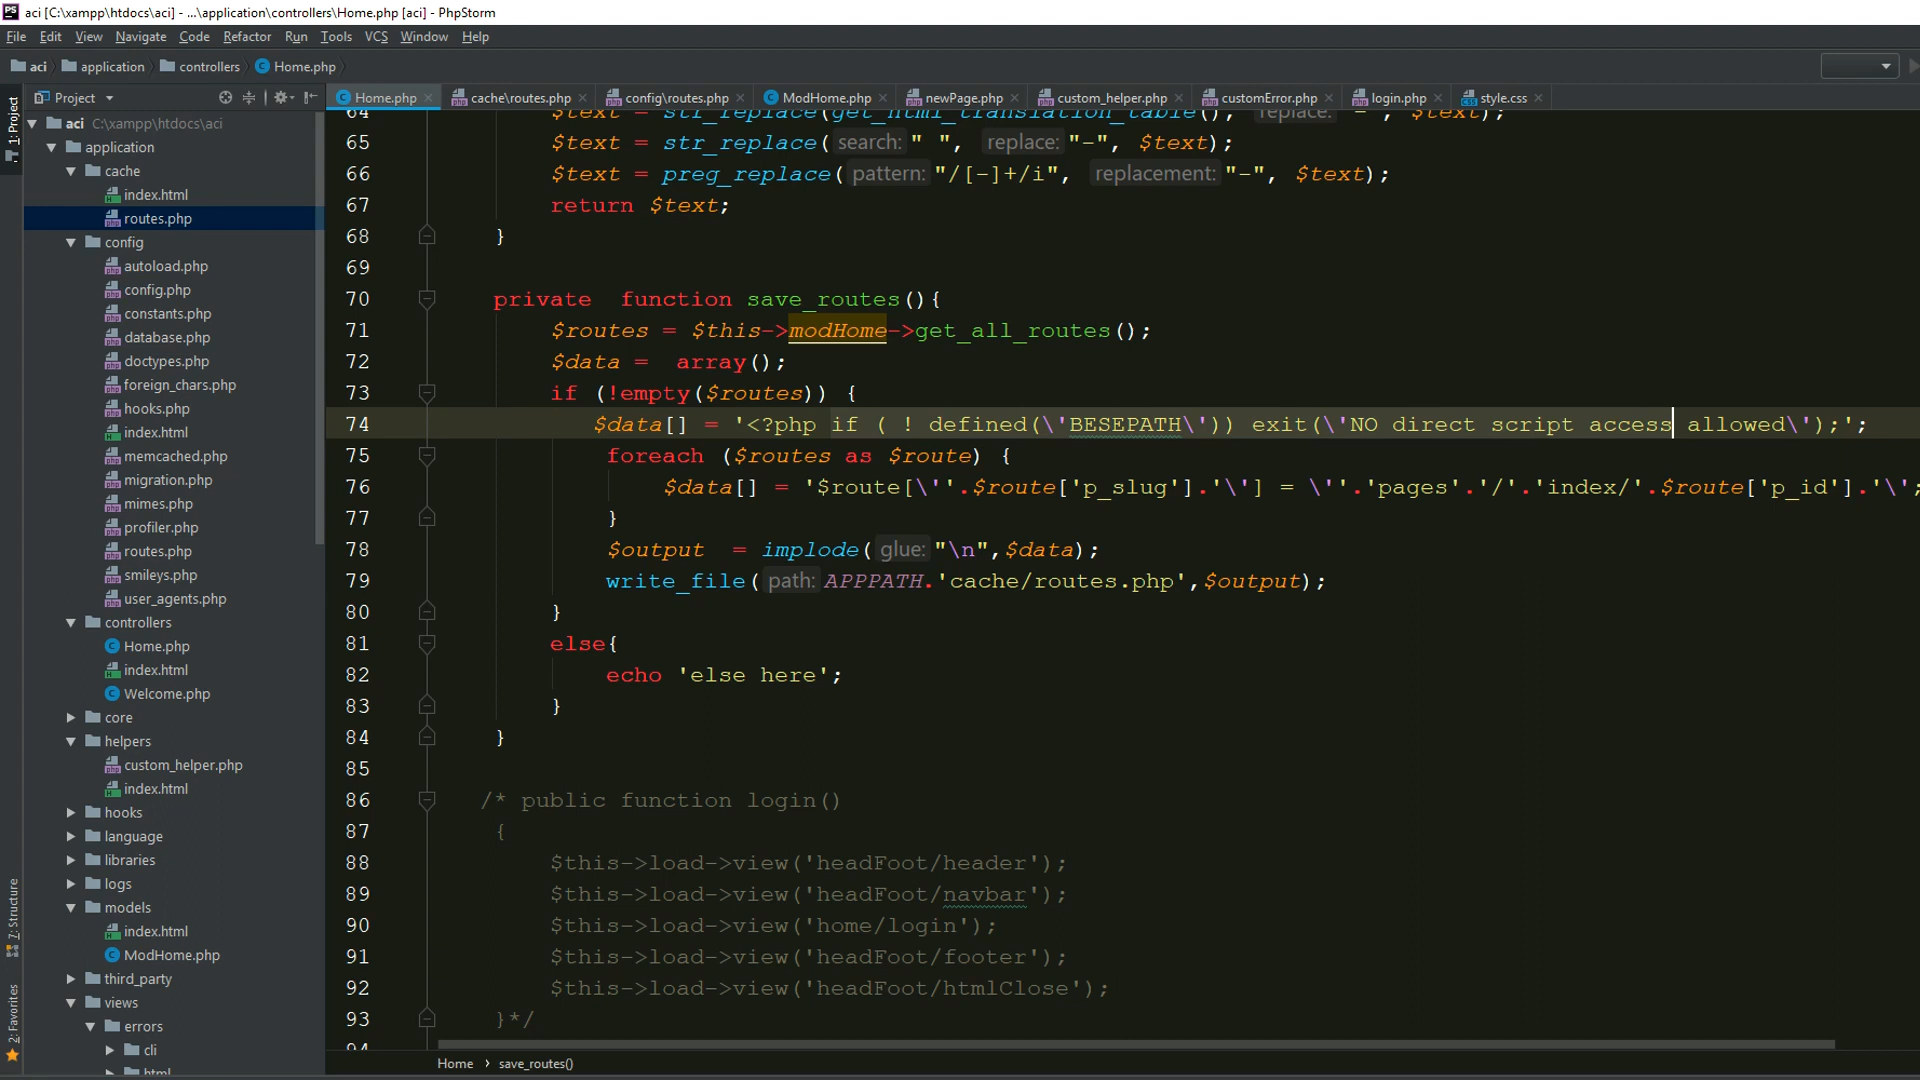 PS aci [C:\xampp\htdocs\aci] - ...\application\controllers\Home.php [aci] - PhpStorm
File Edit View Navigate Code Refactor Run Tools VCS Window Help
aci application controllers Home.php
Project
Home.php cache\routes.php config\routes.php ModHome.php newPage.php custom_helper.php customError.php login.php style.css
1: Project
7: Structure
2: Favorites
aci C:\xampp\htdocs\aci
application
cache
index.html
routes.php
config
autoload.php
config.php
constants.php
database.php
doctypes.php
foreign_chars.php
hooks.php
index.html
memcached.php
migration.php
mimes.php
profiler.php
routes.php
smileys.php
user_agents.php
controllers
Home.php
index.html
Welcome.php
core
helpers
custom_helper.php
index.html
hooks
language
libraries
logs
models
index.html
ModHome.php
third_party
views
errors
cli
html
64 $text = str_replace(get_html_translation_table(), replace: "-", $text);
65 $text = str_replace( search: " ", replace: "-", $text);
66 $text = preg_replace( pattern: "/[-]+/i", replacement: "-", $text);
67 return $text;
68 }
69
70 private  function save_routes(){
71 $routes = $this->modHome->get_all_routes();
72 $data =  array();
73 if (!empty($routes)) {
74 $data[] = '<?php if ( ! defined(\'BESEPATH\')) exit(\'NO direct script access allowed\');';
75 foreach ($routes as $route) {
76 $data[] = '$route[\''.$route['p_slug'].'\'] = \''.'pages'.'/'.'index/'.$route['p_id'].'\';
77 }
78 $output  = implode( glue: "\n",$data);
79 write_file( path: APPPATH.'cache/routes.php',$output);
80 }
81 else{
82 echo 'else here';
83 }
84 }
85
86 /* public function login()
87 {
88 $this->load->view('headFoot/header');
89 $this->load->view('headFoot/navbar');
90 $this->load->view('home/login');
91 $this->load->view('headFoot/footer');
92 $this->load->view('headFoot/htmlClose');
93 }*/
94
Home › save_routes()